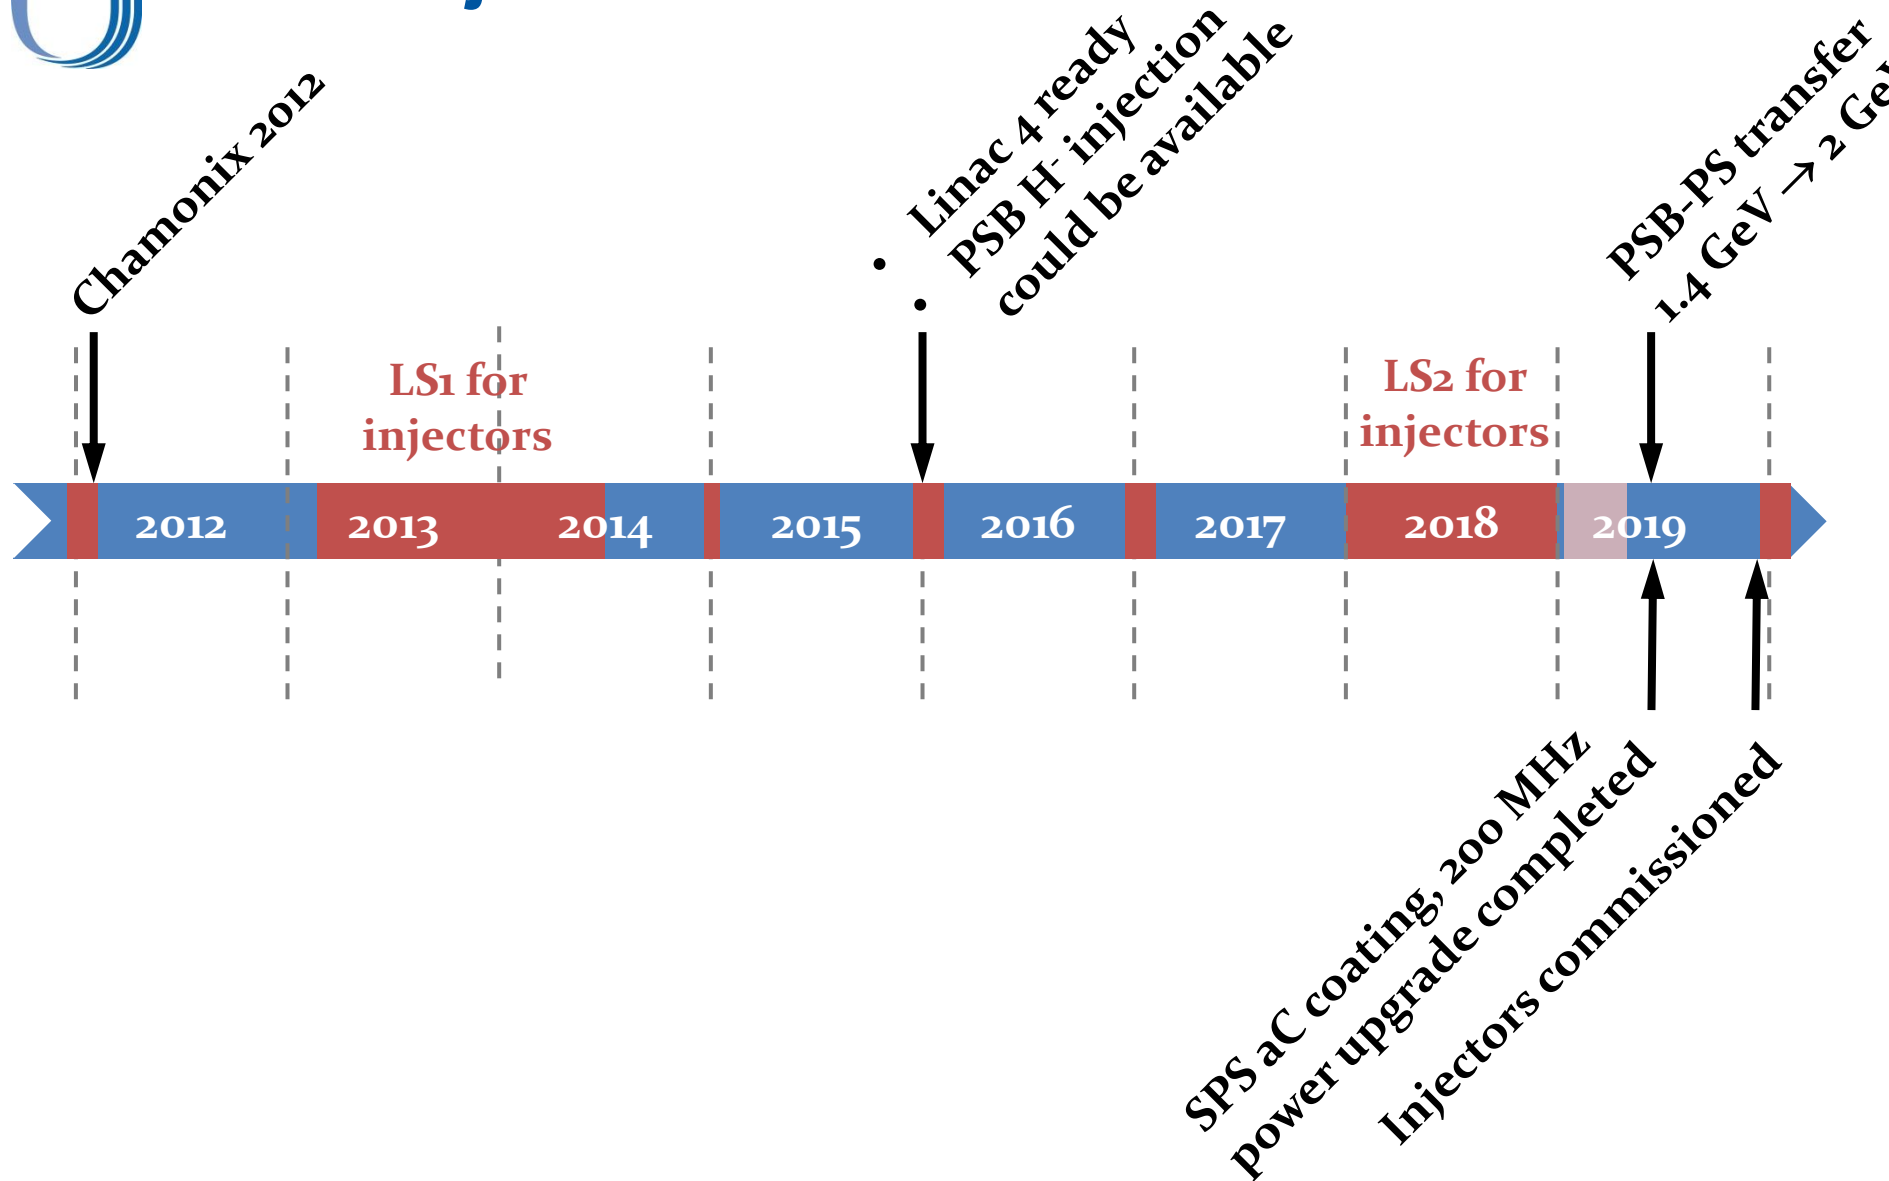 Chamonix 2012
• Linac 4 ready
• PSB H⁻ injection
could be available
PSB-PS transfer
1.4 GeV → 2 GeV
LS1 for
injectors
LS2 for
injectors
2012
2013
2014
2015
2016
2017
2018
2019
SPS aC coating, 200 MHz
power upgrade completed
Injectors commissioned